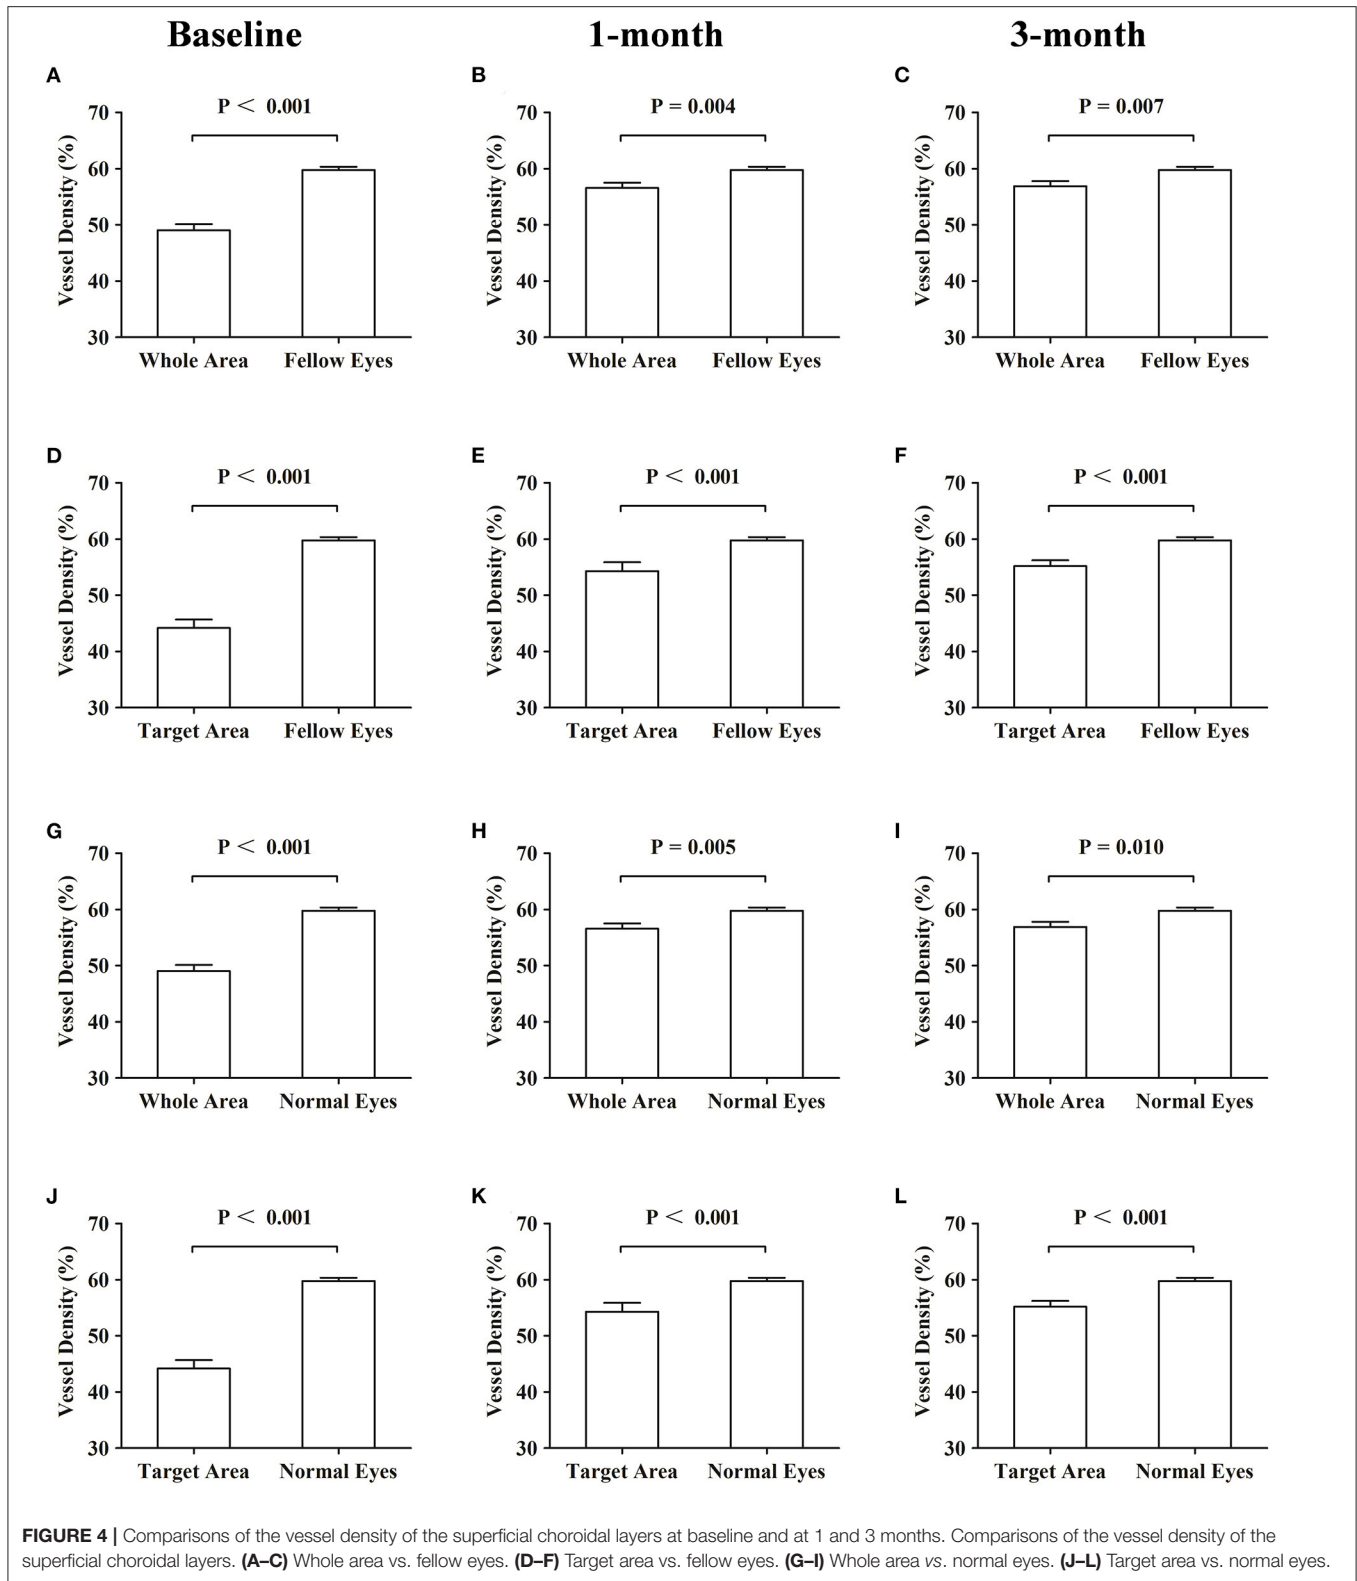 Baseline 1-month 3-month
A B C
P < 0.001 P = 0.004 P = 0.007
Vessel Density (%) Vessel Density (%) Vessel Density (%)
70 70 70
60 60 60
50 50 50
40 40 40
30 30 30
Whole Area Fellow Eyes Whole Area Fellow Eyes Whole Area Fellow Eyes
D E F
P < 0.001 P < 0.001 P < 0.001
Vessel Density (%) Vessel Density (%) Vessel Density (%)
70 70 70
60 60 60
50 50 50
40 40 40
30 30 30
Target Area Fellow Eyes Target Area Fellow Eyes Target Area Fellow Eyes
G H I
P < 0.001 P = 0.005 P = 0.010
Vessel Density (%) Vessel Density (%) Vessel Density (%)
70 70 70
60 60 60
50 50 50
40 40 40
30 30 30
Whole Area Normal Eyes Whole Area Normal Eyes Whole Area Normal Eyes
J K L
P < 0.001 P < 0.001 P < 0.001
Vessel Density (%) Vessel Density (%) Vessel Density (%)
70 70 70
60 60 60
50 50 50
40 40 40
30 30 30
Target Area Normal Eyes Target Area Normal Eyes Target Area Normal Eyes
FIGURE 4 | Comparisons of the vessel density of the superficial choroidal layers at baseline and at 1 and 3 months. Comparisons of the vessel density of the
superficial choroidal layers. (A–C) Whole area vs. fellow eyes. (D–F) Target area vs. fellow eyes. (G–I) Whole area vs. normal eyes. (J–L) Target area vs. normal eyes.